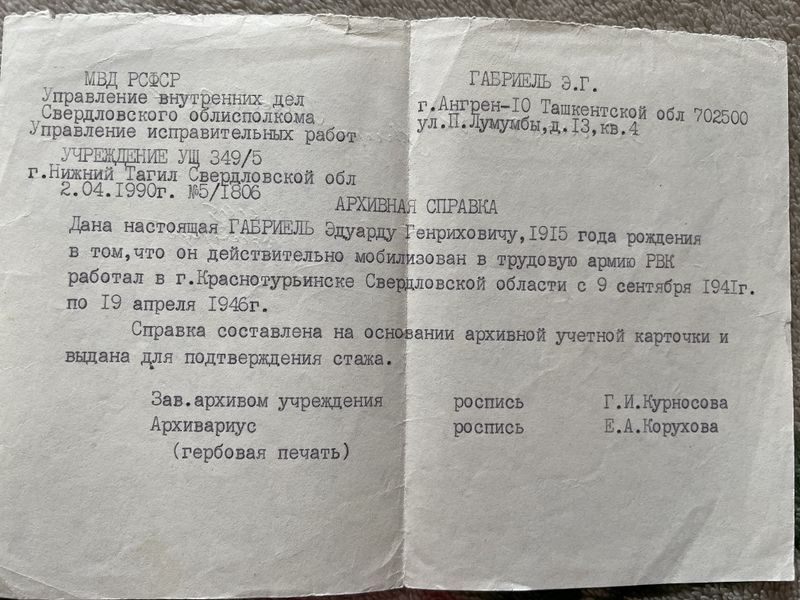 МВД РСФСР
Управление внутренних дел
Свердловского облисполкома
Управление исправительных работ
УЧРЕЖДЕНИЕ УЩ 349/5
г.Нижний Тагил Свердловской обл
2.04.1990г. №5/1806
ГАБРИЕЛЬ Э.Г.
г.Ангрен-10 Ташкентской обл 702500
ул.П.Лумумбы,д.13,кв.4
АРХИВНАЯ СПРАВКА
Дана настоящая ГАБРИЕЛЬ Эдуарду Генриховичу,1915 года рождения
в том,что он действительно мобилизован в трудовую армию РВК
работал в г.Краснотурьинске Свердловской области с 9 сентября 1941г.
по 19 апреля 1946г.
Справка составлена на основании архивной учетной карточки и
выдана для подтверждения стажа.
Зав.архивом учреждения роспись Г.И.Курносова
Архивариус роспись Е.А.Корухова
(гербовая печать)